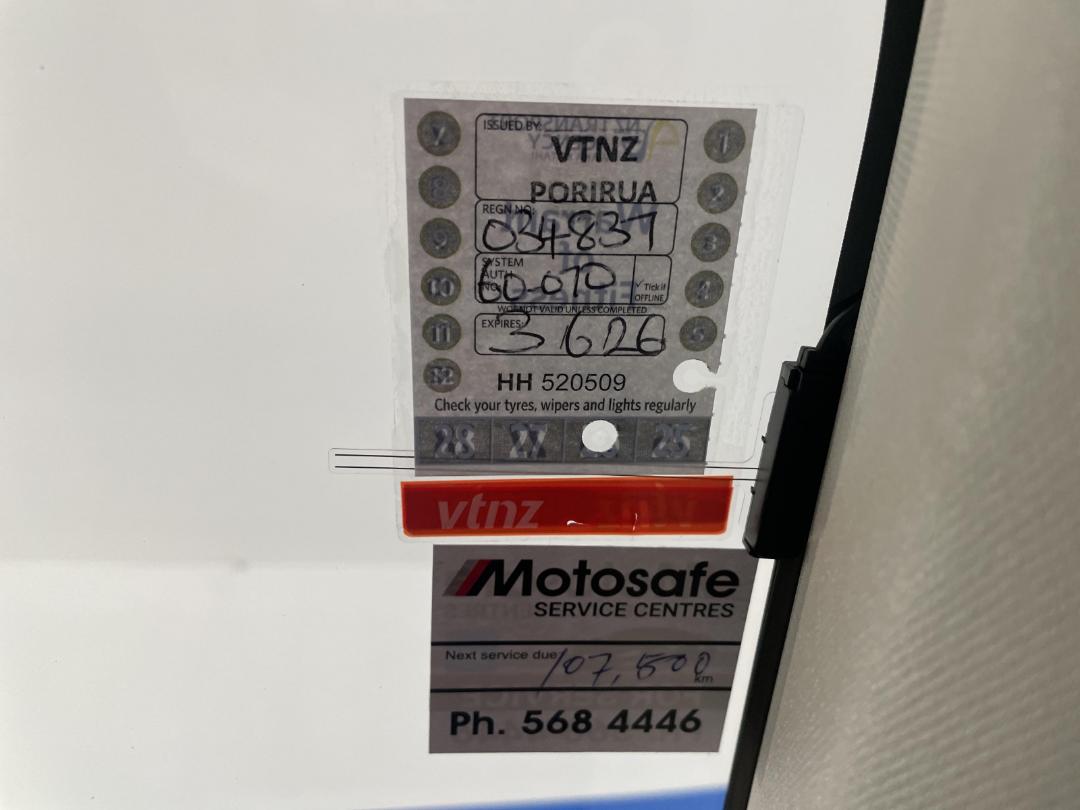 ISSUED BY:
VTNZ
PORIRUA
REGN NO:
034837
SYSTEM
AUTH
NO:
60-070
✓ Tick if
OFFLINE
WOF NOT VALID UNLESS COMPLETED
EXPIRES:
3 6 26
HH 520509
Check your tyres, wipers and lights regularly
7
8
9
10
11
12
1
2
3
4
5
28 27 25
vtnz
Motosafe
SERVICE CENTRES
Next service due 107,500 km
Ph. 568 4446